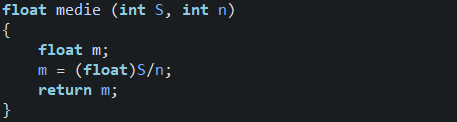 float medie (int S, int n)
{
    float m;
    m = (float)S/n;
    return m;
}